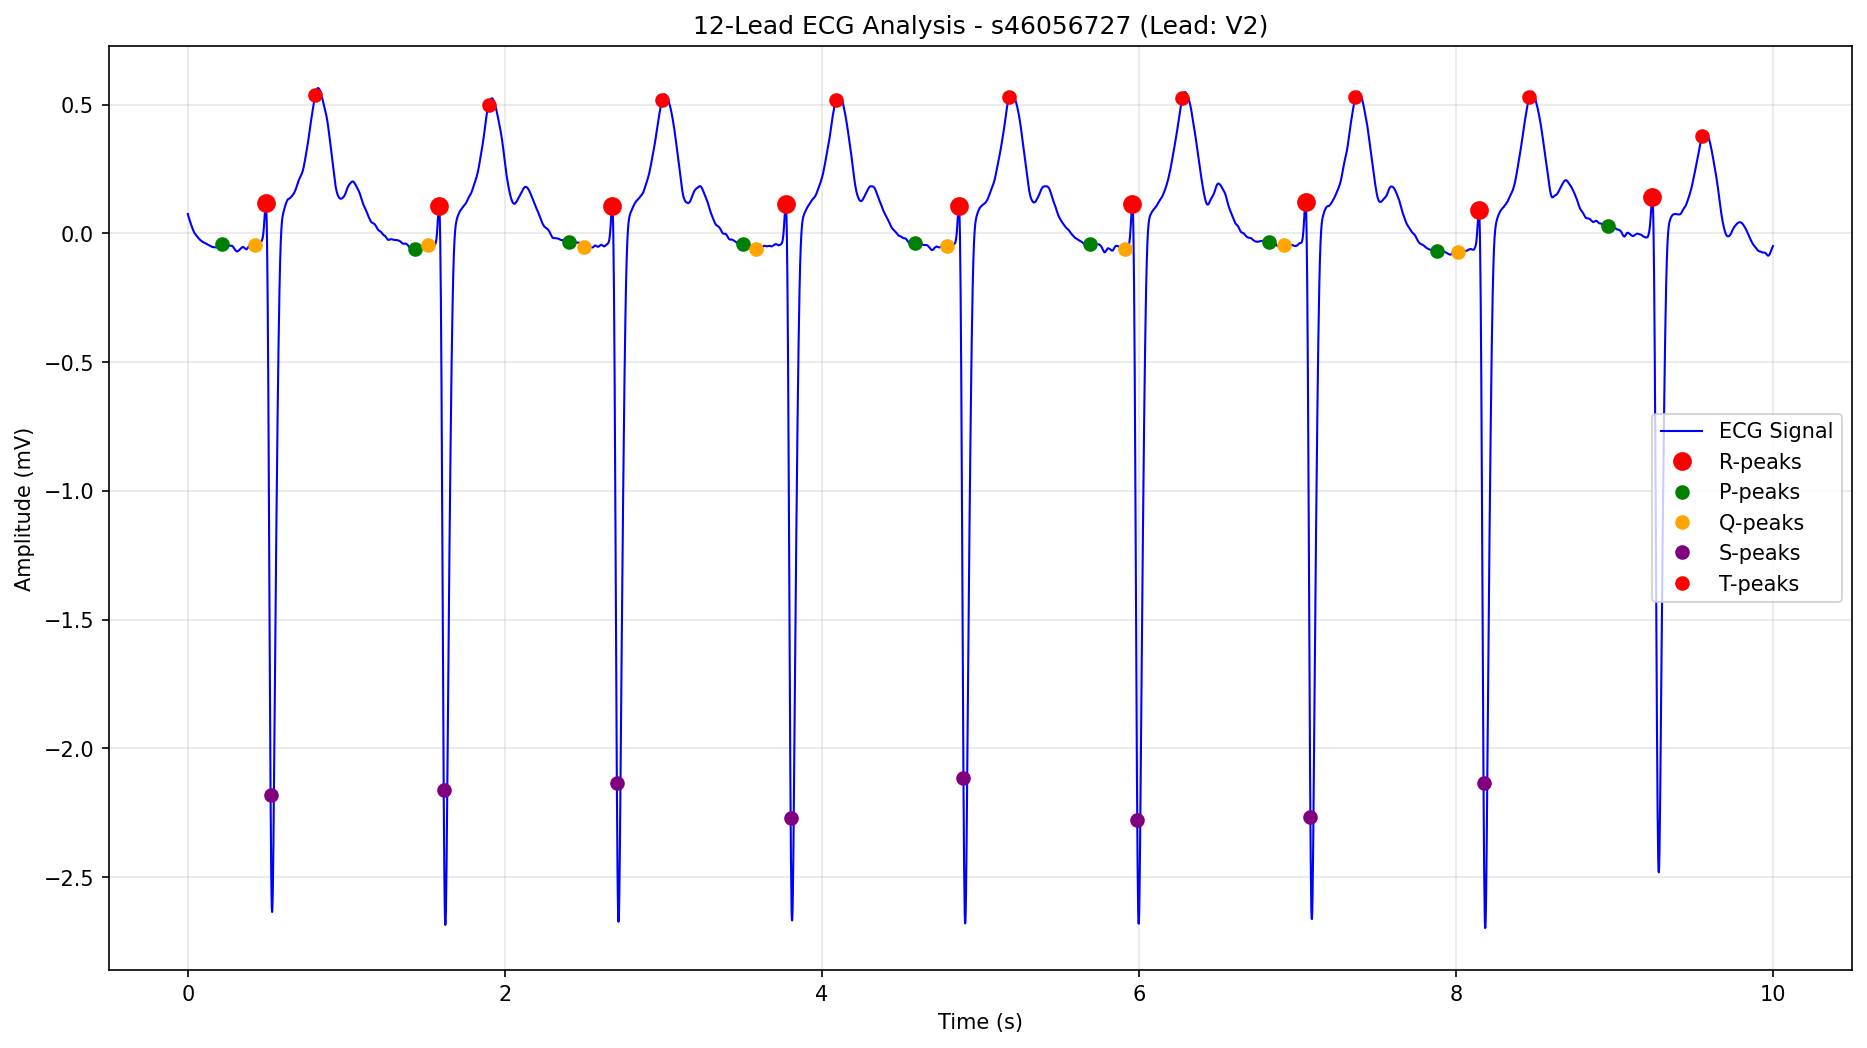 12-Lead ECG Analysis - s46056727 (Lead: V2)
0.5
0.0
−0.5
−1.0
−1.5
−2.0
−2.5
Amplitude (mV)
ECG Signal
R-peaks
P-peaks
Q-peaks
S-peaks
T-peaks
0 2 4 6 8 10
Time (s)